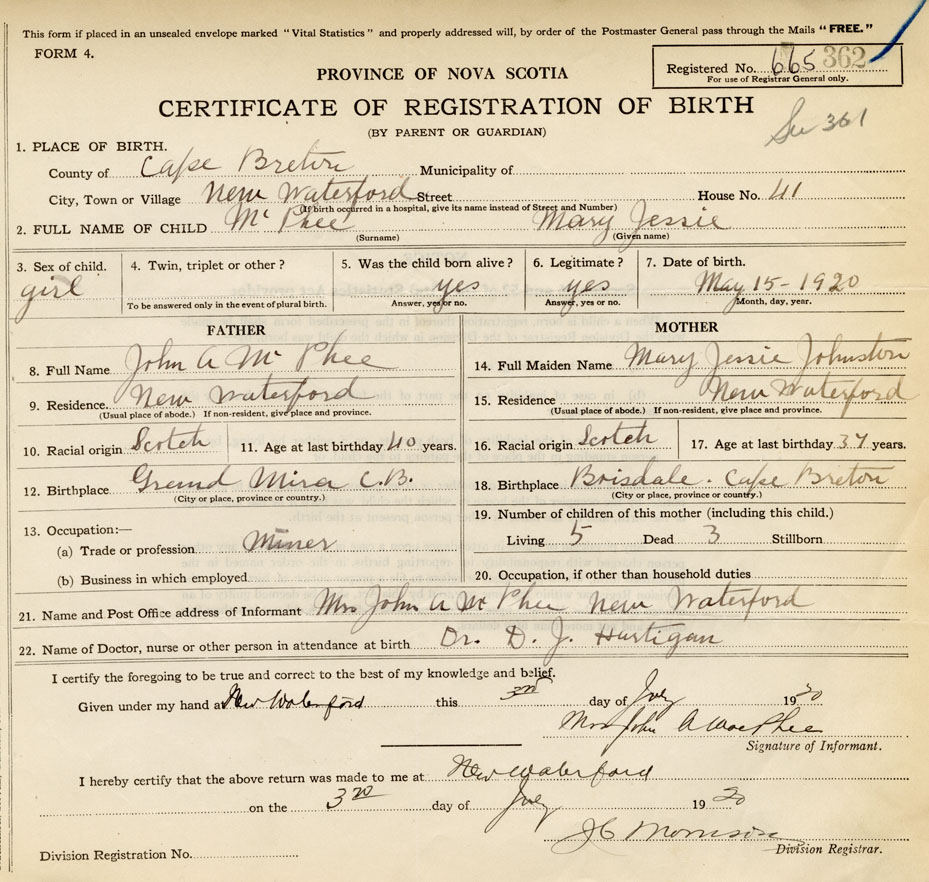 This form if placed in an unsealed envelope marked "Vital Statistics" and properly addressed will, by order of the Postmaster General pass through the Mails "FREE."
FORM 4.
Registered No. 665 362
For use of Registrar General only.
PROVINCE OF NOVA SCOTIA
CERTIFICATE OF REGISTRATION OF BIRTH
(BY PARENT OR GUARDIAN)
361
1. PLACE OF BIRTH.
County of Cape Breton Municipality of
City, Town or Village New Waterford Street House No. 41
(If birth occurred in a hospital, give its name instead of Street and Number)
2. FULL NAME OF CHILD McPhee Mary Jessie
(Surname) (Given name)
3. Sex of child. 4. Twin, triplet or other? 5. Was the child born alive? 6. Legitimate? 7. Date of birth.
girl yes yes May 15-1920
To be answered only in the event of plural birth. Answer, yes or no. Answer, yes or no. Month, day, year.
FATHER
8. Full Name John A McPhee
9. Residence. New Waterford
(Usual place of abode.) If non-resident, give place and province.
10. Racial origin Scotch 11. Age at last birthday 40 years.
12. Birthplace Grand Mira C.B.
(City or place, province or country.)
13. Occupation:—
(a) Trade or profession Miner
(b) Business in which employed
MOTHER
14. Full Maiden Name Mary Jessie Johnston
15. Residence New Waterford
(Usual place of abode.) If non-resident, give place and province.
16. Racial origin Scotch 17. Age at last birthday 37 years.
18. Birthplace Boisdale. Cape Breton
(City or place, province or country.)
19. Number of children of this mother (including this child.)
Living 5 Dead 3 Stillborn
20. Occupation, if other than household duties
21. Name and Post Office address of Informant Mrs John A McPhee New Waterford
22. Name of Doctor, nurse or other person in attendance at birth Dr. D. J. Hartigan
I certify the foregoing to be true and correct to the best of my knowledge and belief.
Given under my hand at New Waterford this 3rd day of July 1920
Mrs John A MacPhee
Signature of Informant.
I hereby certify that the above return was made to me at New Waterford
on the 3rd day of July 1920
J C Morrison
Division Registrar.
Division Registration No.